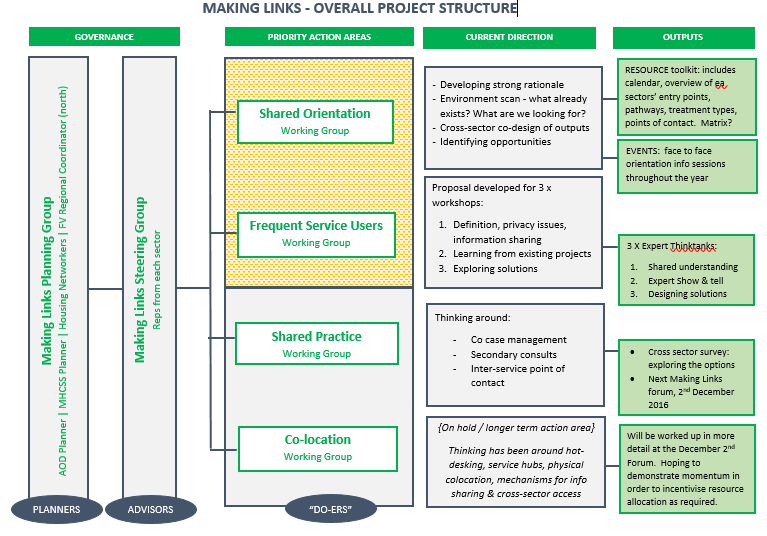 MAKING LINKS - OVERALL PROJECT STRUCTURE
GOVERNANCE
PRIORITY ACTION AREAS
CURRENT DIRECTION
OUTPUTS
Making Links Planning Group
AOD Planner | MHCSS Planner | Housing Networkers | FV Regional Coordinator (north)
PLANNERS
Making Links Steering Group
Reps from each sector
ADVISORS
Shared Orientation
Working Group
Frequent Service Users
Working Group
Shared Practice
Working Group
Co-location
Working Group
"DO-ERS"
- Developing strong rationale
- Environment scan - what already
exists? What are we looking for?
- Cross-sector co-design of outputs
- Identifying opportunities
Proposal developed for 3 x
workshops:
1. Definition, privacy issues,
information sharing
2. Learning from existing projects
3. Exploring solutions
Thinking around:
- Co case management
- Secondary consults
- Inter-service point of
contact
{On hold / longer term action area}
Thinking has been around hot-
desking, service hubs, physical
colocation, mechanisms for info
sharing & cross-sector access
RESOURCE toolkit: includes
calendar, overview of ea
sectors' entry points,
pathways, treatment types,
points of contact. Matrix?
EVENTS: face to face
orientation info sessions
throughout the year
3 X Expert Thinktanks:
1. Shared understanding
2. Expert Show & tell
3. Designing solutions
• Cross sector survey:
exploring the options
• Next Making Links
forum, 2nd December
2016
Will be worked up in more
detail at the December 2nd
Forum. Hoping to
demonstrate momentum in
order to incentivise resource
allocation as required.